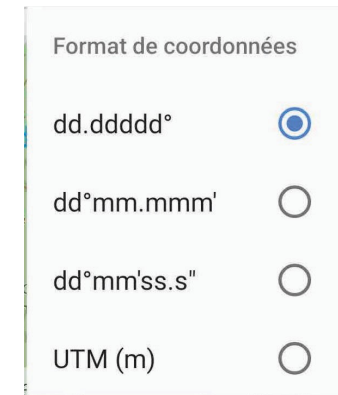 Format de coordonnées
dd.ddddd°
dd°mm.mmm'
dd°mm'ss.s"
UTM (m)